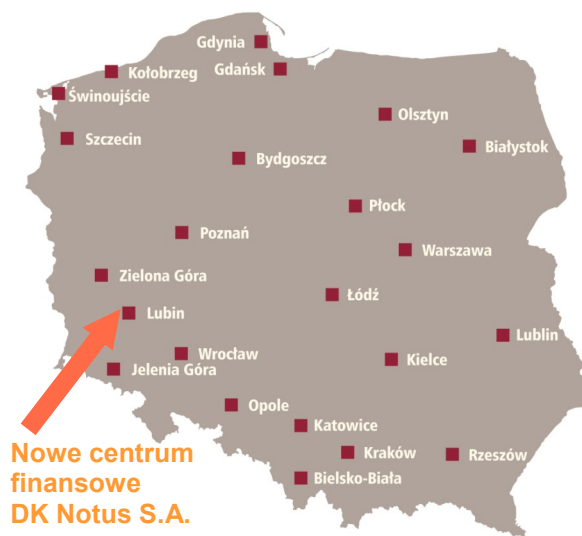 Gdynia
Gdańsk
Kołobrzeg
Świnoujście
Olsztyn
Szczecin
Białystok
Bydgoszcz
Płock
Poznań
Warszawa
Zielona Góra
Łódź
Lubin
Lublin
Wrocław
Kielce
Jelenia Góra
Opole
Katowice
Kraków
Rzeszów
Bielsko-Biała
Nowe centrum
finansowe
DK Notus S.A.